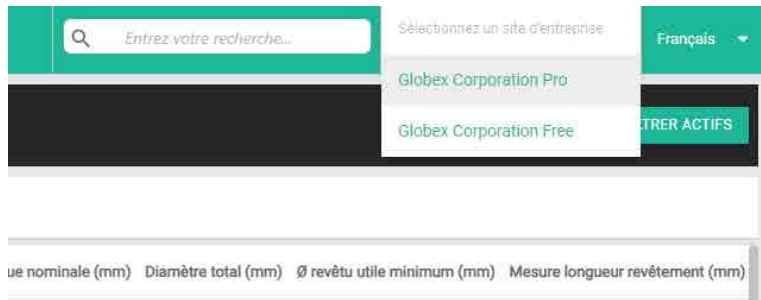 Entrez votre recherche...
Sélectionnez un site d'entreprise
Français
Globex Corporation Pro
Globex Corporation Free
TRER ACTIFS
ue nominale (mm) Diamètre total (mm) Ø revêtu utile minimum (mm) Mesure longueur revêtement (mm)